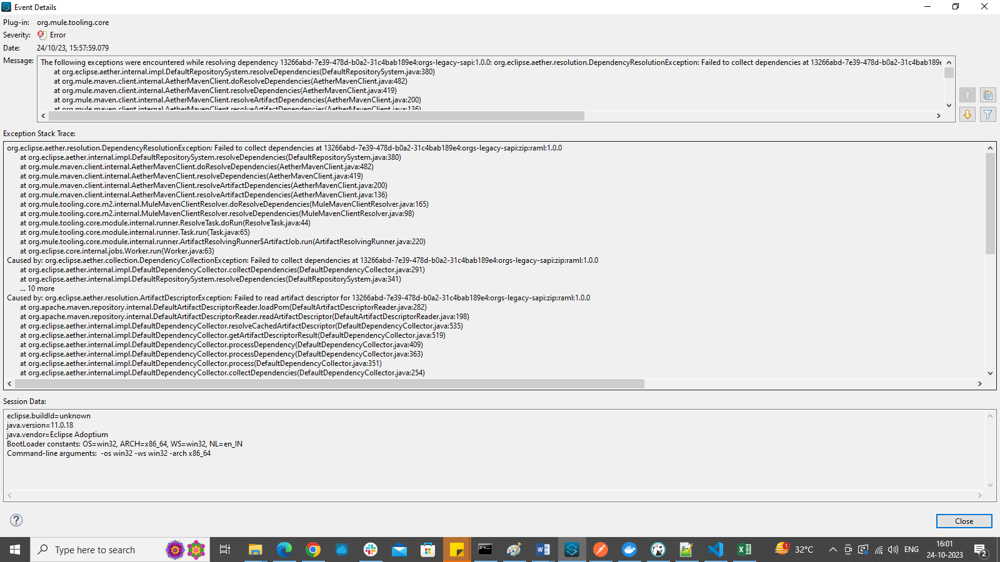 Event Details
Plug-in: org.mule.tooling.core
Severity: Error
Date: 24/10/23, 15:57:59.079
Message: The following exceptions were encountered while resolving dependency 13266abd-7e39-478d-b0a2-31c4bab189e4:orgs-legacy-sapi:1.0.0: org.eclipse.aether.resolution.DependencyResolutionException: Failed to collect dependencies at 13266abd-7e39-478d-b0a2-31c4bab189e
at org.eclipse.aether.internal.impl.DefaultRepositorySystem.resolveDependencies(DefaultRepositorySystem.java:380)
at org.mule.maven.client.internal.AetherMavenClient.doResolveDependencies(AetherMavenClient.java:482)
at org.mule.maven.client.internal.AetherMavenClient.resolveDependencies(AetherMavenClient.java:419)
at org.mule.maven.client.internal.AetherMavenClient.resolveArtifactDependencies(AetherMavenClient.java:200)
at org.mule.maven.client.internal.AetherMavenClient.resolveArtifactDependencies(AetherMavenClient.java:136)
Exception Stack Trace:
org.eclipse.aether.resolution.DependencyResolutionException: Failed to collect dependencies at 13266abd-7e39-478d-b0a2-31c4bab189e4:orgs-legacy-sapi:zip:raml:1.0.0
at org.eclipse.aether.internal.impl.DefaultRepositorySystem.resolveDependencies(DefaultRepositorySystem.java:380)
at org.mule.maven.client.internal.AetherMavenClient.doResolveDependencies(AetherMavenClient.java:482)
at org.mule.maven.client.internal.AetherMavenClient.resolveDependencies(AetherMavenClient.java:419)
at org.mule.maven.client.internal.AetherMavenClient.resolveArtifactDependencies(AetherMavenClient.java:200)
at org.mule.maven.client.internal.AetherMavenClient.resolveArtifactDependencies(AetherMavenClient.java:136)
at org.mule.tooling.core.m2.internal.MuleMavenClientResolver.doResolveDependencies(MuleMavenClientResolver.java:165)
at org.mule.tooling.core.m2.internal.MuleMavenClientResolver.resolveDependencies(MuleMavenClientResolver.java:98)
at org.mule.tooling.core.module.internal.runner.ResolveTask.doRun(ResolveTask.java:44)
at org.mule.tooling.core.module.internal.runner.Task.run(Task.java:65)
at org.mule.tooling.core.module.internal.runner.ArtifactResolvingRunner$ArtifactJob.run(ArtifactResolvingRunner.java:220)
at org.eclipse.core.internal.jobs.Worker.run(Worker.java:63)
Caused by: org.eclipse.aether.collection.DependencyCollectionException: Failed to collect dependencies at 13266abd-7e39-478d-b0a2-31c4bab189e4:orgs-legacy-sapi:zip:raml:1.0.0
at org.eclipse.aether.internal.impl.DefaultDependencyCollector.collectDependencies(DefaultDependencyCollector.java:291)
at org.eclipse.aether.internal.impl.DefaultRepositorySystem.resolveDependencies(DefaultRepositorySystem.java:341)
... 10 more
Caused by: org.eclipse.aether.resolution.ArtifactDescriptorException: Failed to read artifact descriptor for 13266abd-7e39-478d-b0a2-31c4bab189e4:orgs-legacy-sapi:zip:raml:1.0.0
at org.apache.maven.repository.internal.DefaultArtifactDescriptorReader.loadPom(DefaultArtifactDescriptorReader.java:282)
at org.apache.maven.repository.internal.DefaultArtifactDescriptorReader.readArtifactDescriptor(DefaultArtifactDescriptorReader.java:198)
at org.eclipse.aether.internal.impl.DefaultDependencyCollector.resolveCachedArtifactDescriptor(DefaultDependencyCollector.java:535)
at org.eclipse.aether.internal.impl.DefaultDependencyCollector.getArtifactDescriptorResult(DefaultDependencyCollector.java:519)
at org.eclipse.aether.internal.impl.DefaultDependencyCollector.processDependency(DefaultDependencyCollector.java:409)
at org.eclipse.aether.internal.impl.DefaultDependencyCollector.processDependency(DefaultDependencyCollector.java:363)
at org.eclipse.aether.internal.impl.DefaultDependencyCollector.process(DefaultDependencyCollector.java:351)
at org.eclipse.aether.internal.impl.DefaultDependencyCollector.collectDependencies(DefaultDependencyCollector.java:254)
Session Data:
eclipse.buildId=unknown
java.version=11.0.18
java.vendor=Eclipse Adoptium
BootLoader constants: OS=win32, ARCH=x86_64, WS=win32, NL=en_IN
Command-line arguments: -os win32 -ws win32 -arch x86_64
Close
Type here to search
1
32°C
ENG
16:01
24-10-2023
2